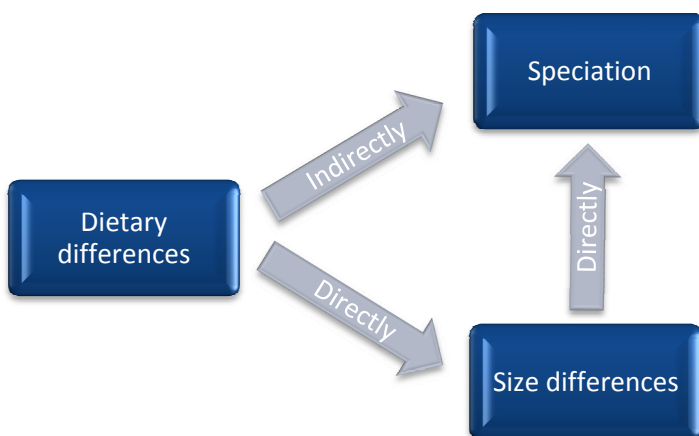 Speciation
Indirectly
Dietary
differences
Directly
Directly
Size differences